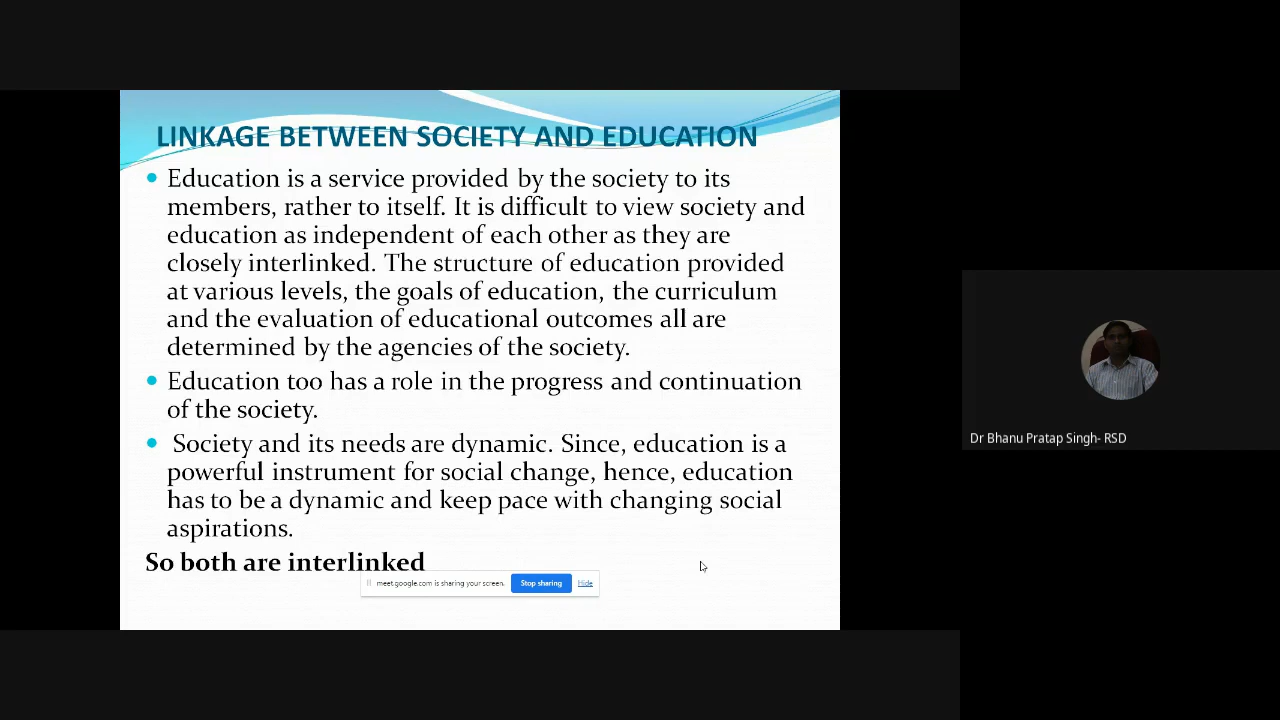 LINKAGE BETWEEN SOCIETY AND EDUCATION
Education is a service provided by the society to its
members, rather to itself. It is difficult to view society and
education as independent of each other as they are
closely interlinked. The structure of education provided
at various levels, the goals of education, the curriculum
and the evaluation of educational outcomes all are
determined by the agencies of the society.
Education too has a role in the progress and continuation
of the society.
Society and its needs are dynamic. Since, education is a
powerful instrument for social change, hence, education
has to be a dynamic and keep pace with changing social
aspirations.
So both are interlinked
meet.google.com is sharing your screen. Stop sharing Hide
Dr Bhanu Pratap Singh- RSD